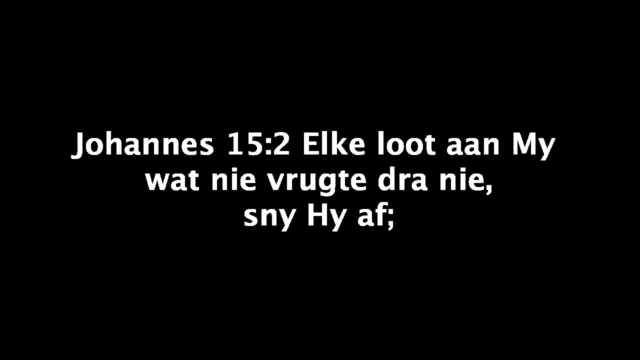 Johannes 15:2 Elke loot aan My
wat nie vrugte dra nie,
sny Hy af;